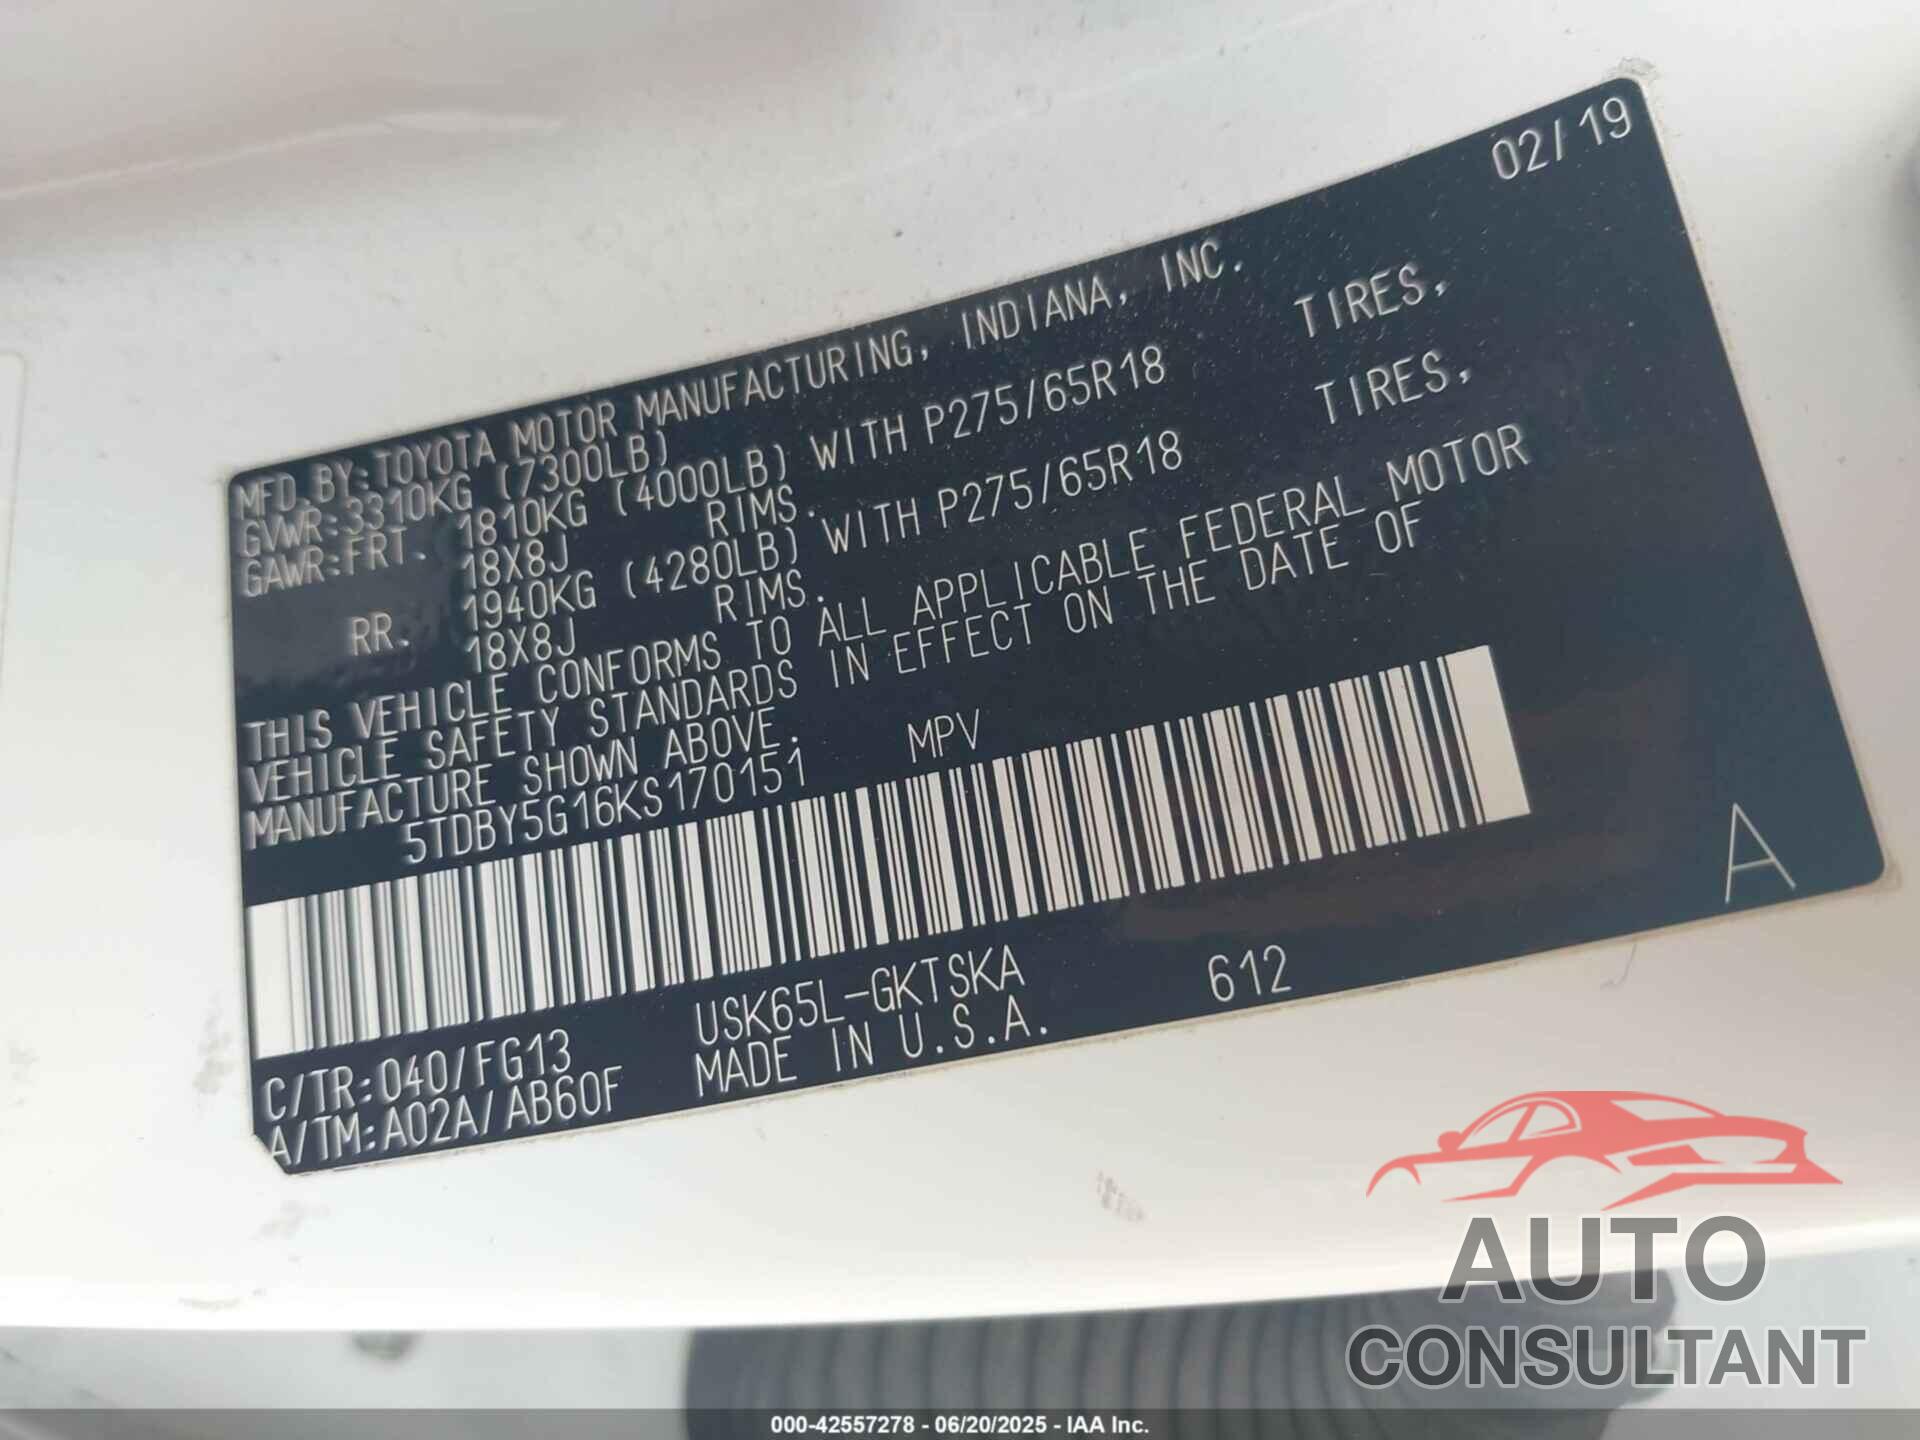 02/19
MFD.BY:TOYOTA MOTOR MANUFACTURING, INDIANA, INC.
GVWR:3310KG (7300LB)
GAWR:FRT. 1810KG (4000LB) WITH P275/65R18 TIRES,
18X8J RIMS.
RR. 1940KG (4280LB) WITH P275/65R18 TIRES,
18X8J RIMS.
THIS VEHICLE CONFORMS TO ALL APPLICABLE FEDERAL MOTOR
VEHICLE SAFETY STANDARDS IN EFFECT ON THE DATE OF
MANUFACTURE SHOWN ABOVE.
5TDBY5G16KS170151 MPV
A
C/TR:040/FG13 USK65L-GKTSKA 612
A/TM:A02A/AB60F MADE IN U.S.A.
AUTO
CONSULTANT
000-42557278 - 06/20/2025 - IAA Inc.